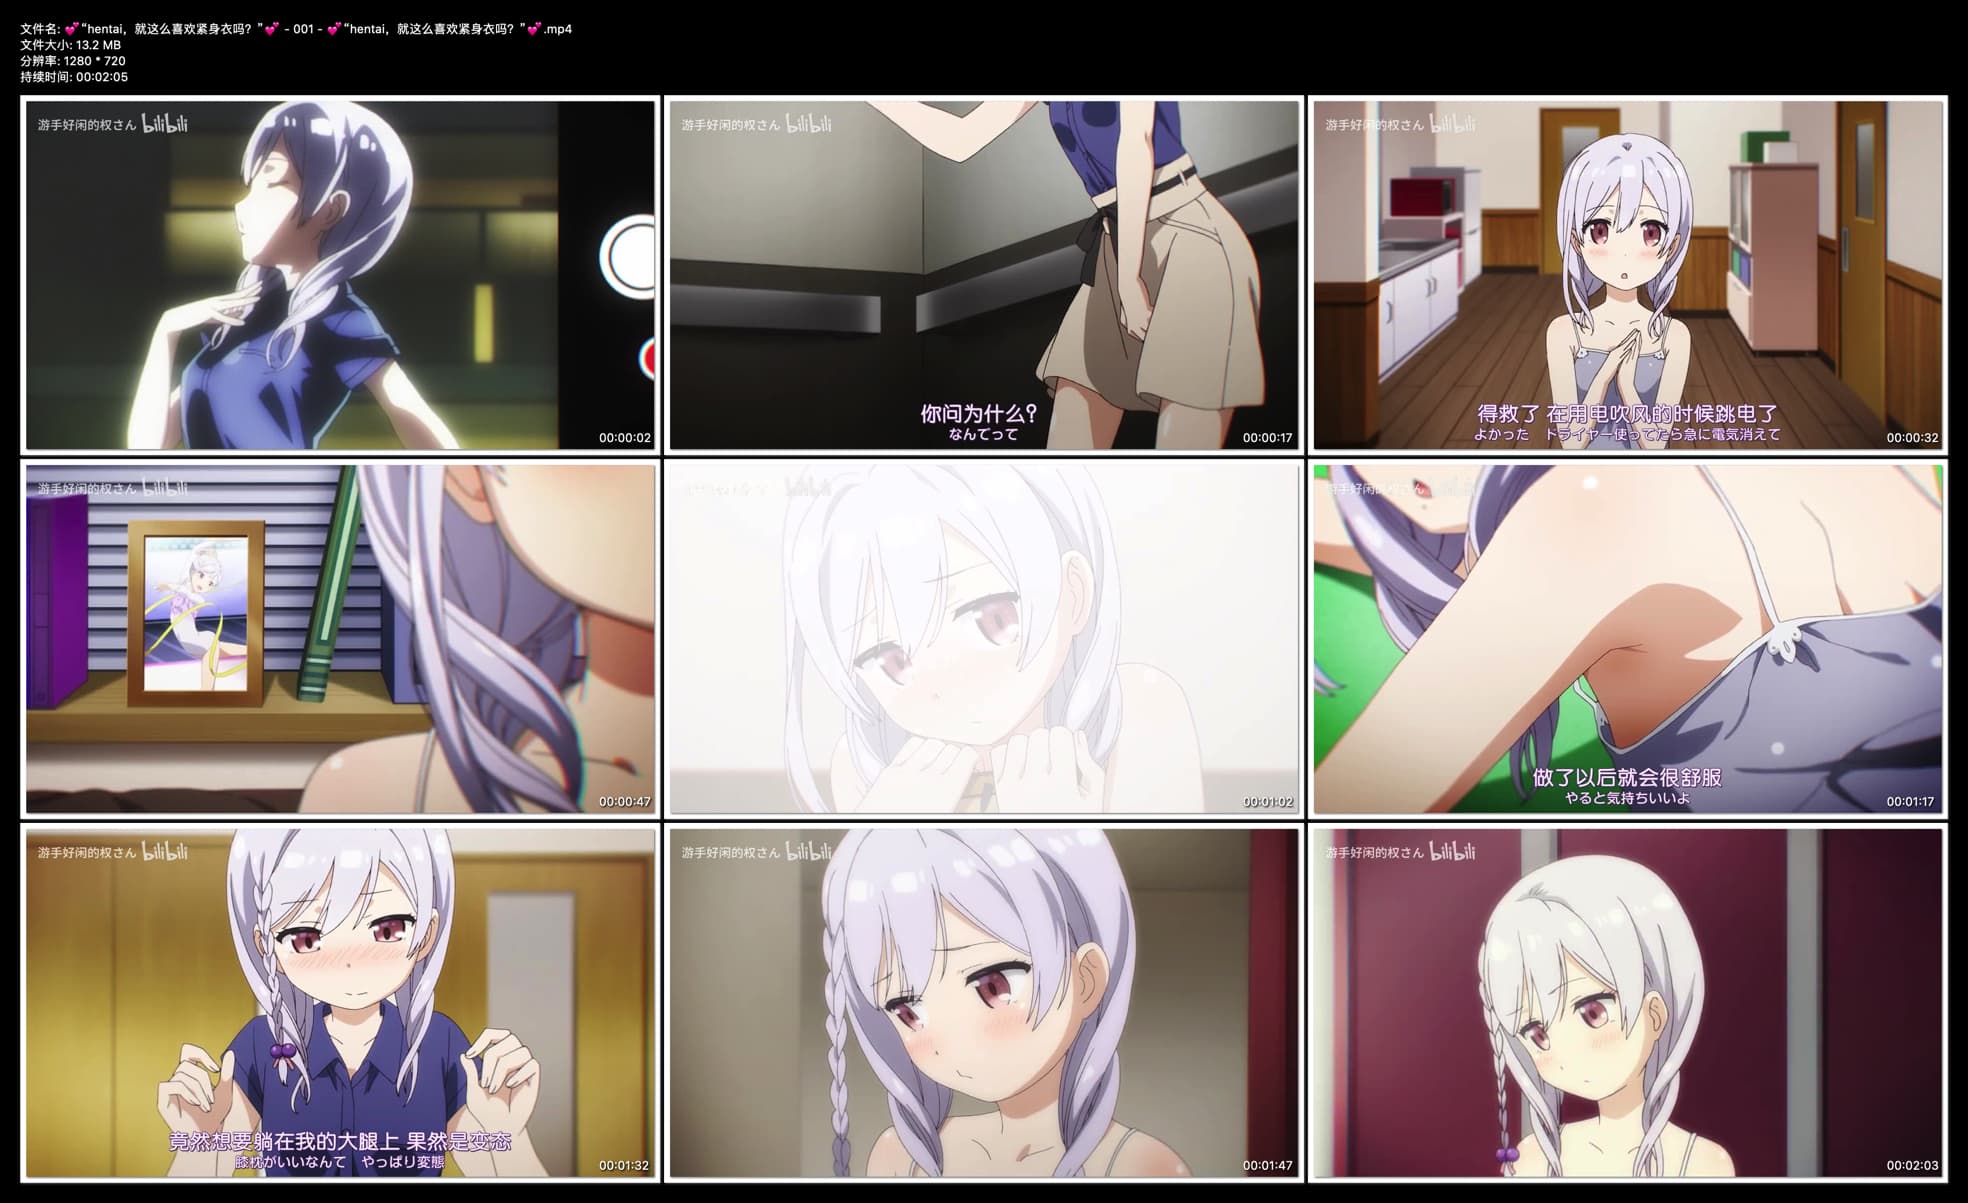 文件名: 💕“hentai，就这么喜欢紧身衣吗？”💕 - 001 - 💕“hentai，就这么喜欢紧身衣吗？”💕.mp4
文件大小: 13.2 MB
分辨率: 1280 * 720
持续时间: 00:02:05
游手好闲的权さん bilibili
00:00:02
游手好闲的权さん bilibili
你问为什么？
なんでって
00:00:17
游手好闲的权さん bilibili
得救了 在用电吹风的时候跳电了
よかった ドライヤー使ってたら急に電気消えて
00:00:32
游手好闲的权さん bilibili
00:00:47
00:01:02
游手好闲的权さん bilibili
做了以后就会很舒服
やると気持ちいいよ
00:01:17
游手好闲的权さん bilibili
竟然想要躺在我的大腿上 果然是变态
膝枕がいいなんて やっぱり変態
00:01:32
游手好闲的权さん bilibili
00:01:47
游手好闲的权さん bilibili
00:02:03